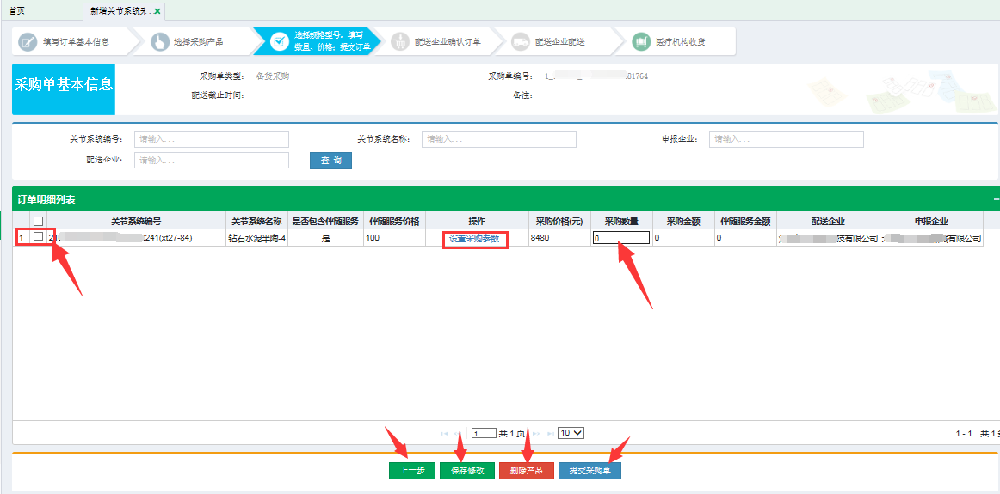 首页
新增关节系统采..
填写订单基本信息
选择采购产品
选择规格型号，填写
数量、价格；提交订单
配送企业确认订单
配送企业配送
医疗机构收货
采购单基本信息
采购单类型： 备货采购
采购单编号： 1_ 81764
配送截止时间：
备注：
关节系统编号： 请输入...
关节系统名称： 请输入...
申报企业： 请输入...
配送企业： 请输入...
查 询
订单明细列表
关节系统编号 关节系统名称 是否包含伴随服务 伴随服务价格 操作 采购价格(元) 采购数量 采购金额 伴随服务金额 配送企业 申报企业
1 241(xt27-84) 钻石水泥半陶-4 是 100 设置采购参数 8480 0 0 0 技有限公司 有限公司
1 共 1 页 10
1 - 1 共 1
上一步 保存修改 删除产品 提交采购单